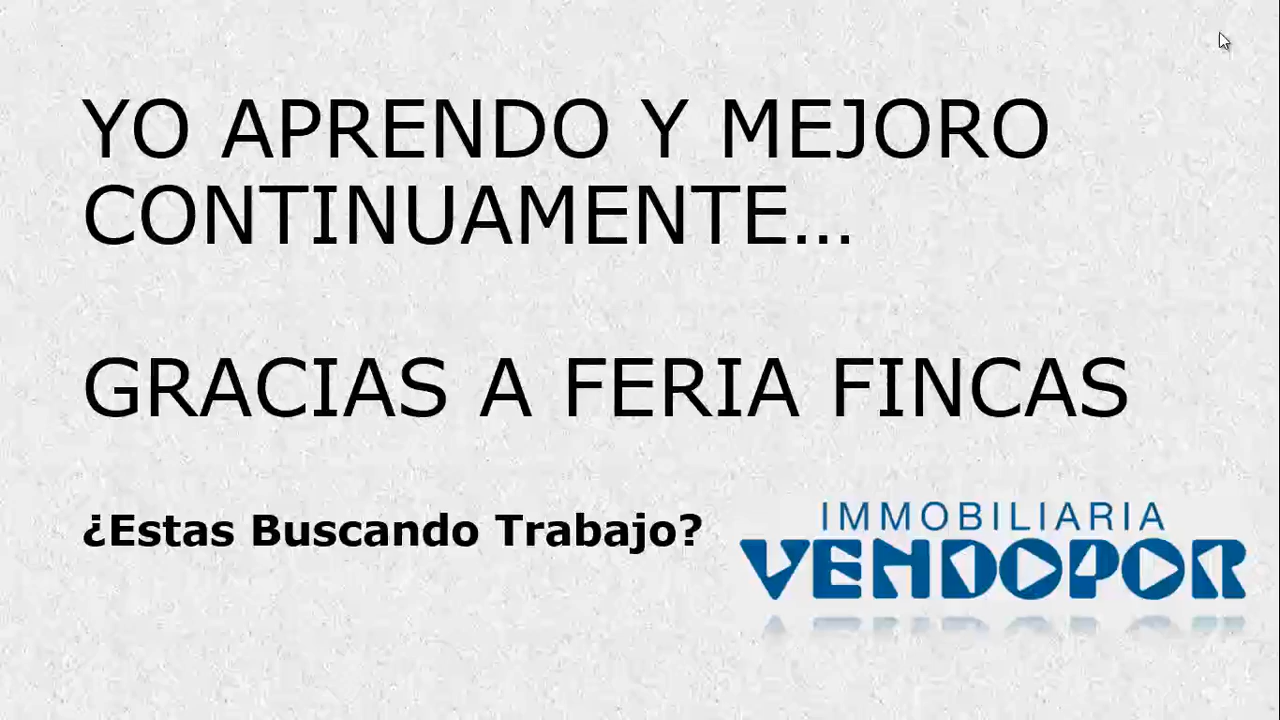 YO APRENDO Y MEJORO
CONTINUAMENTE...
GRACIAS A FERIA FINCAS
¿Estas Buscando Trabajo?
IMMOBILIARIA
VENDOPOR